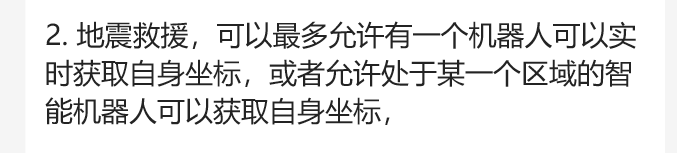 2. 地震救援，可以最多允许有一个机器人可以实
时获取自身坐标，或者允许处于某一个区域的智
能机器人可以获取自身坐标，